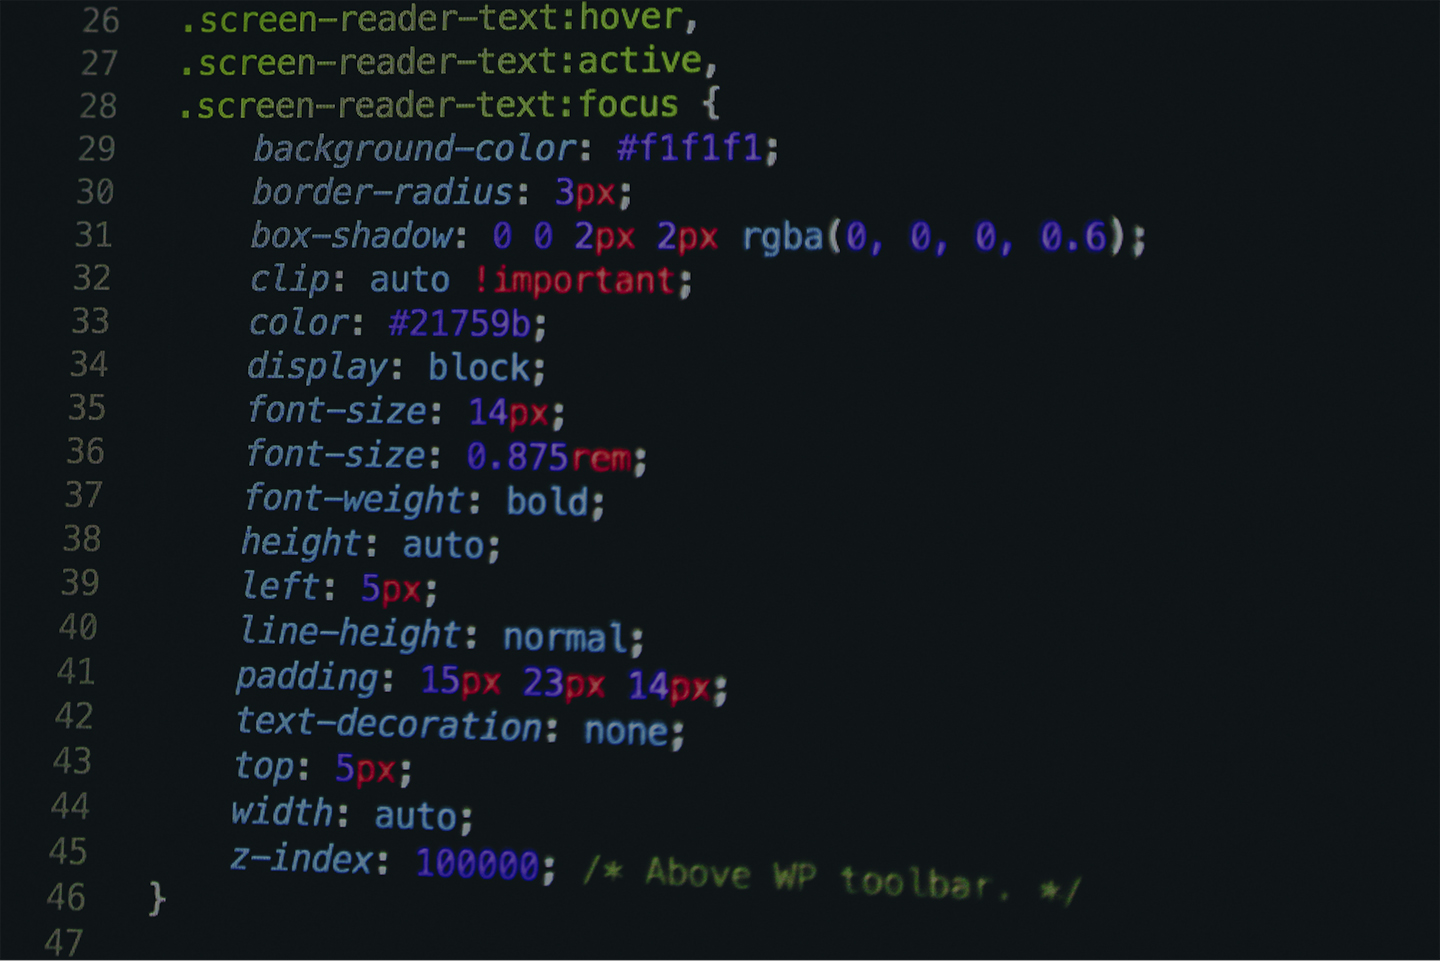 26 .screen-reader-text:hover,
27 .screen-reader-text:active,
28 .screen-reader-text:focus {
29 background-color: #f1f1f1;
30 border-radius: 3px;
31 box-shadow: 0 0 2px 2px rgba(0, 0, 0, 0.6);
32 clip: auto !important;
33 color: #21759b;
34 display: block;
35 font-size: 14px;
36 font-size: 0.875rem;
37 font-weight: bold;
38 height: auto;
39 left: 5px;
40 line-height: normal;
41 padding: 15px 23px 14px;
42 text-decoration: none;
43 top: 5px;
44 width: auto;
45 z-index: 100000; /* Above WP toolbar. */
46 }
47